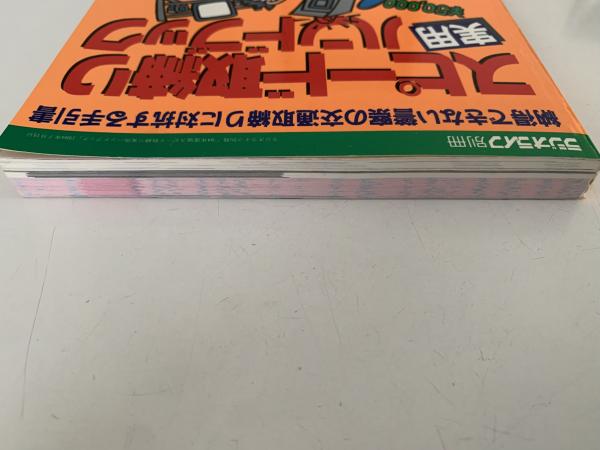 ラジオライフ別冊
納得できない警察の交通取締りに対抗する手引書
スピード取締り
実用
ハンドブック
¥50,000